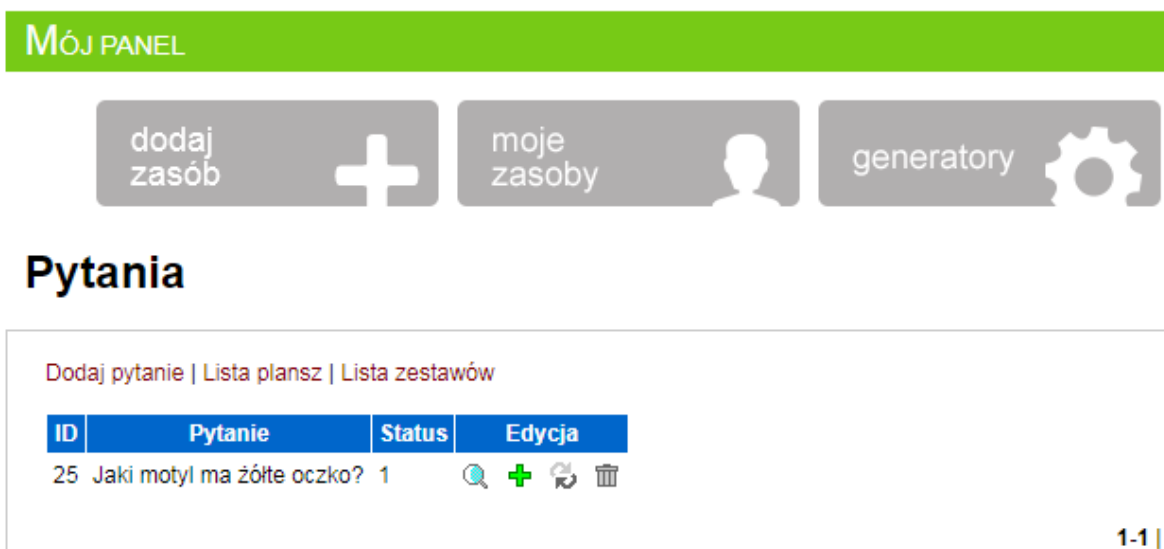 MÓJ PANEL
dodaj
zasób
moje
zasoby
generatory
Pytania
Dodaj pytanie | Lista plansz | Lista zestawów
ID Pytanie Status Edycja
25 Jaki motyl ma żółte oczko? 1
1-1 |